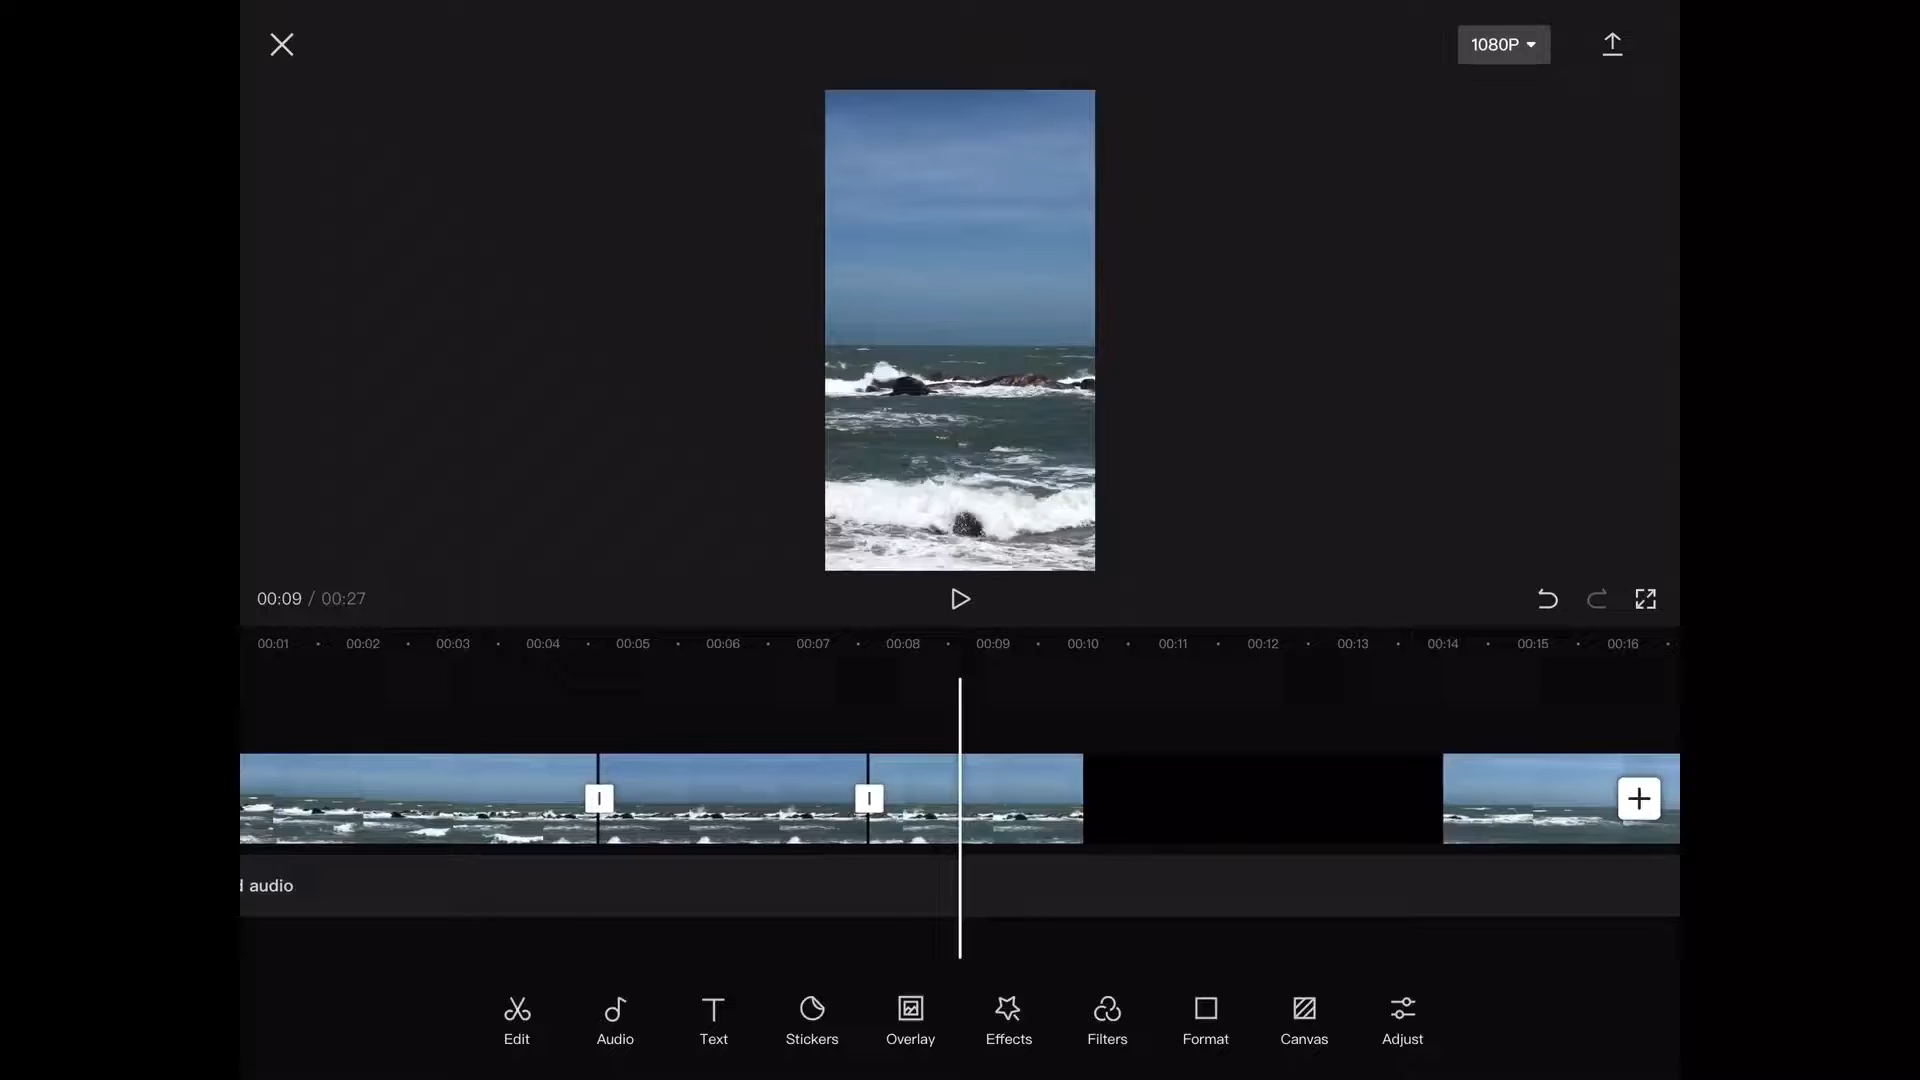 1080P
00:09 / 00:27
00:01 00:02 00:03 00:04 00:05 00:06 00:07 00:08 00:09 00:10 00:11 00:12 00:13 00:14 00:15 00:16
d audio
Edit Audio Text Stickers Overlay Effects Filters Format Canvas Adjust